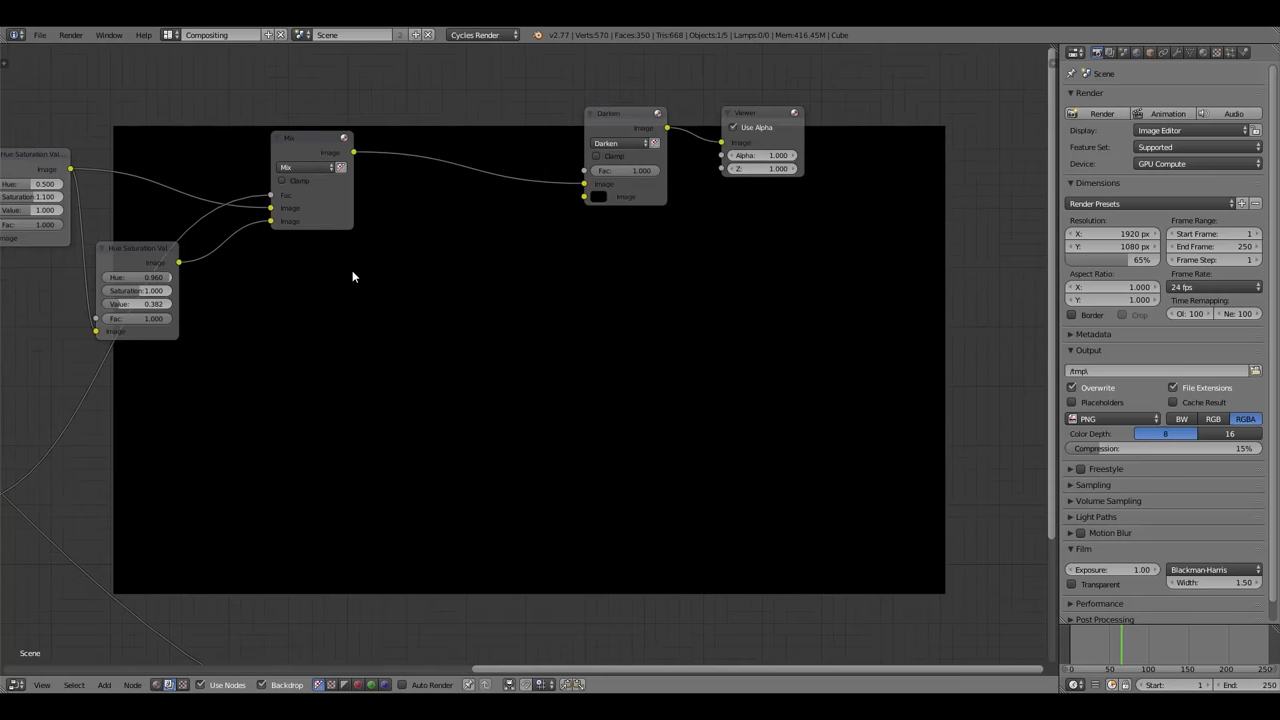 File Render Window Help Compositing Scene 2 Cycles Render v2.77 | Verts:570 | Faces:350 | Tris:668 | Objects:1/5 | Lamps:0/0 | Mem:416.45M | Cube
Hue Saturation Val...
Image
Hue: 0.500
Saturation: 1.100
Value: 1.000
Fac: 1.000
Image
Hue Saturation Val...
Image
Hue: 0.960
Saturation: 1.000
Value: 0.382
Fac: 1.000
Image
Mix
Image
Mix
Clamp
Fac
Image
Image
Darken
Image
Darken
Clamp
Fac: 1.000
Image
Image
Viewer
Use Alpha
Image
Alpha: 1.000
Z: 1.000
Scene
Render
Render Animation Audio
Display: Image Editor
Feature Set: Supported
Device: GPU Compute
Dimensions
Render Presets
Resolution: Frame Range:
X: 1920 px Start Frame: 1
Y: 1080 px End Frame: 250
65% Frame Step: 1
Aspect Ratio: Frame Rate:
X: 1.000 24 fps
Y: 1.000 Time Remapping:
Border Crop Ol: 100 Ne: 100
Metadata
Output
/tmp\
Overwrite File Extensions
Placeholders Cache Result
PNG BW RGB RGBA
Color Depth: 8 16
Compression: 15%
Freestyle
Sampling
Volume Sampling
Light Paths
Motion Blur
Film
Exposure: 1.00 Blackman-Harris
Transparent Width: 1.50
Performance
Post Processing
0 50 100 150 200 250
Scene
View Select Add Node Use Nodes Backdrop Auto Render
Start: 1 End: 250